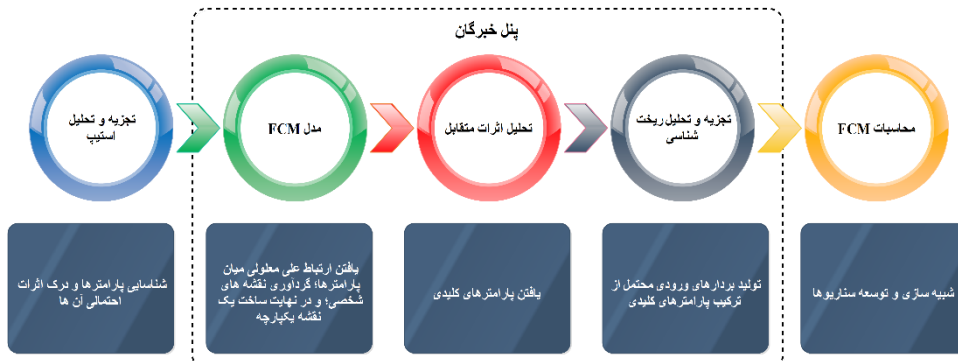 پنل خبرگان
تجزیه و تحلیل
استیپ
مدل FCM
تحلیل اثرات متقابل
تجزیه و تحلیل ریخت
شناسی
محاسبات FCM
شناسایی پارامترها و درک اثرات
احتمالی آن ها
یافتن ارتباط علی معلولی میان
پارامترها؛ گردآوری نقشه های
شخصی؛ و در نهایت ساخت یک
نقشه یکپارچه
یافتن پارامترهای کلیدی
تولید بردارهای ورودی محتمل از
ترکیب پارامترهای کلیدی
شبیه سازی و توسعه سناریوها